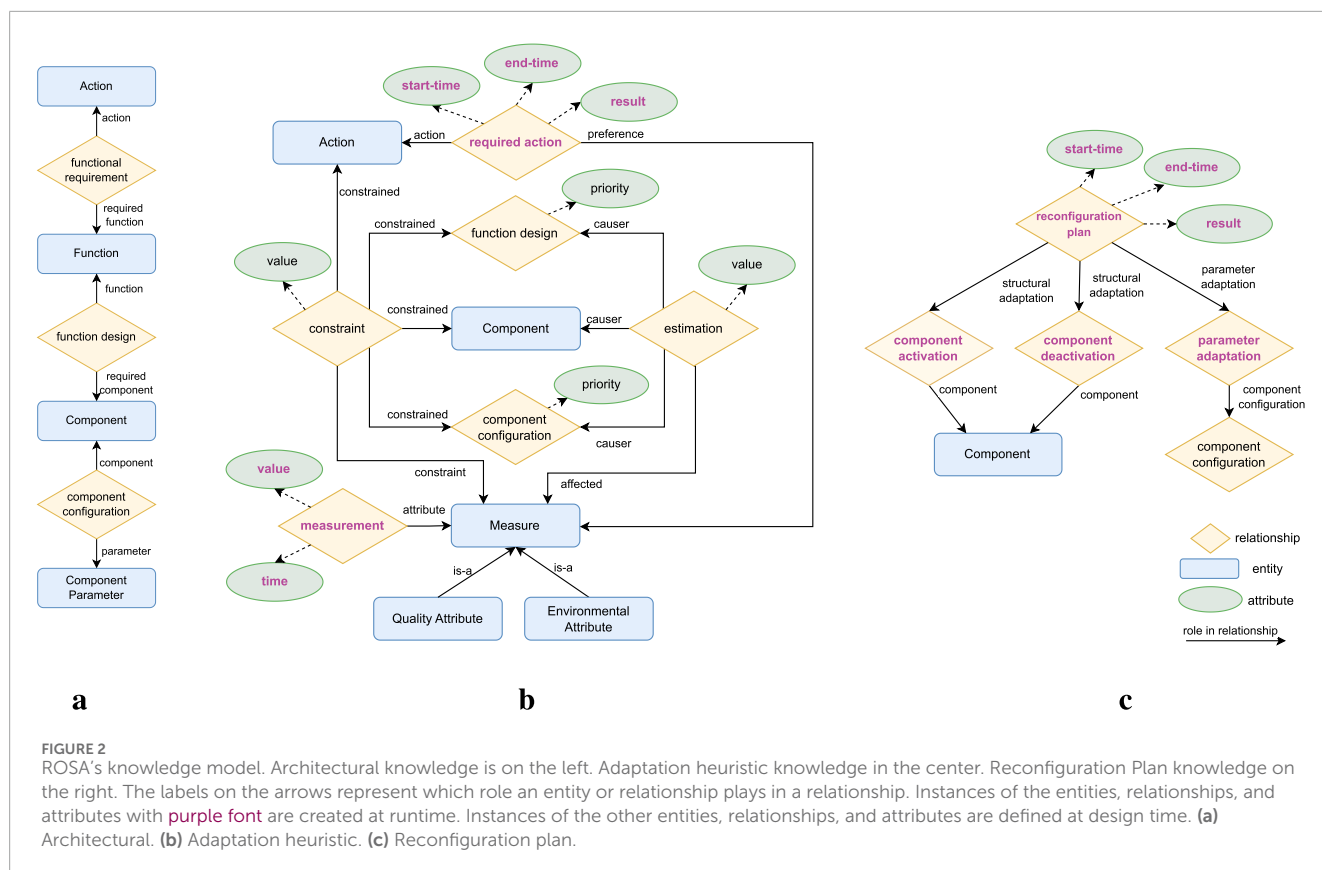 Action
action
functional
requirement
required
function
Function
function
function design
required
component
Component
component
component
configuration
parameter
Component
Parameter
a
start-time
end-time
result
Action
action
required action
preference
constrained
priority
constrained
function design
causer
value
value
constraint
constrained
Component
causer
estimation
priority
constrained
component
configuration
causer
constraint
affected
value
measurement
attribute
Measure
time
is-a
is-a
Quality Attribute
Environmental
Attribute
b
start-time
end-time
reconfiguration
plan
result
structural
adaptation
structural
adaptation
parameter
adaptation
component
activation
component
deactivation
parameter
adaptation
component
component
component
configuration
Component
component
configuration
relationship
entity
attribute
role in relationship
c
FIGURE 2
ROSA's knowledge model. Architectural knowledge is on the left. Adaptation heuristic knowledge in the center. Reconfiguration Plan knowledge on
the right. The labels on the arrows represent which role an entity or relationship plays in a relationship. Instances of the entities, relationships, and
attributes with purple font are created at runtime. Instances of the other entities, relationships, and attributes are defined at design time. (a)
Architectural. (b) Adaptation heuristic. (c) Reconfiguration plan.